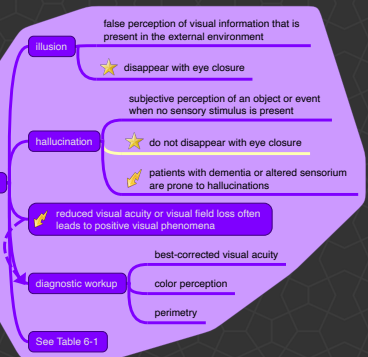 false perception of visual information that is
present in the external environment
illusion
disappear with eye closure
subjective perception of an object or event
when no sensory stimulus is present
hallucination
do not disappear with eye closure
patients with dementia or altered sensorium
are prone to hallucinations
reduced visual acuity or visual field loss often
leads to positive visual phenomena
best-corrected visual acuity
diagnostic workup
color perception
perimetry
See Table 6-1